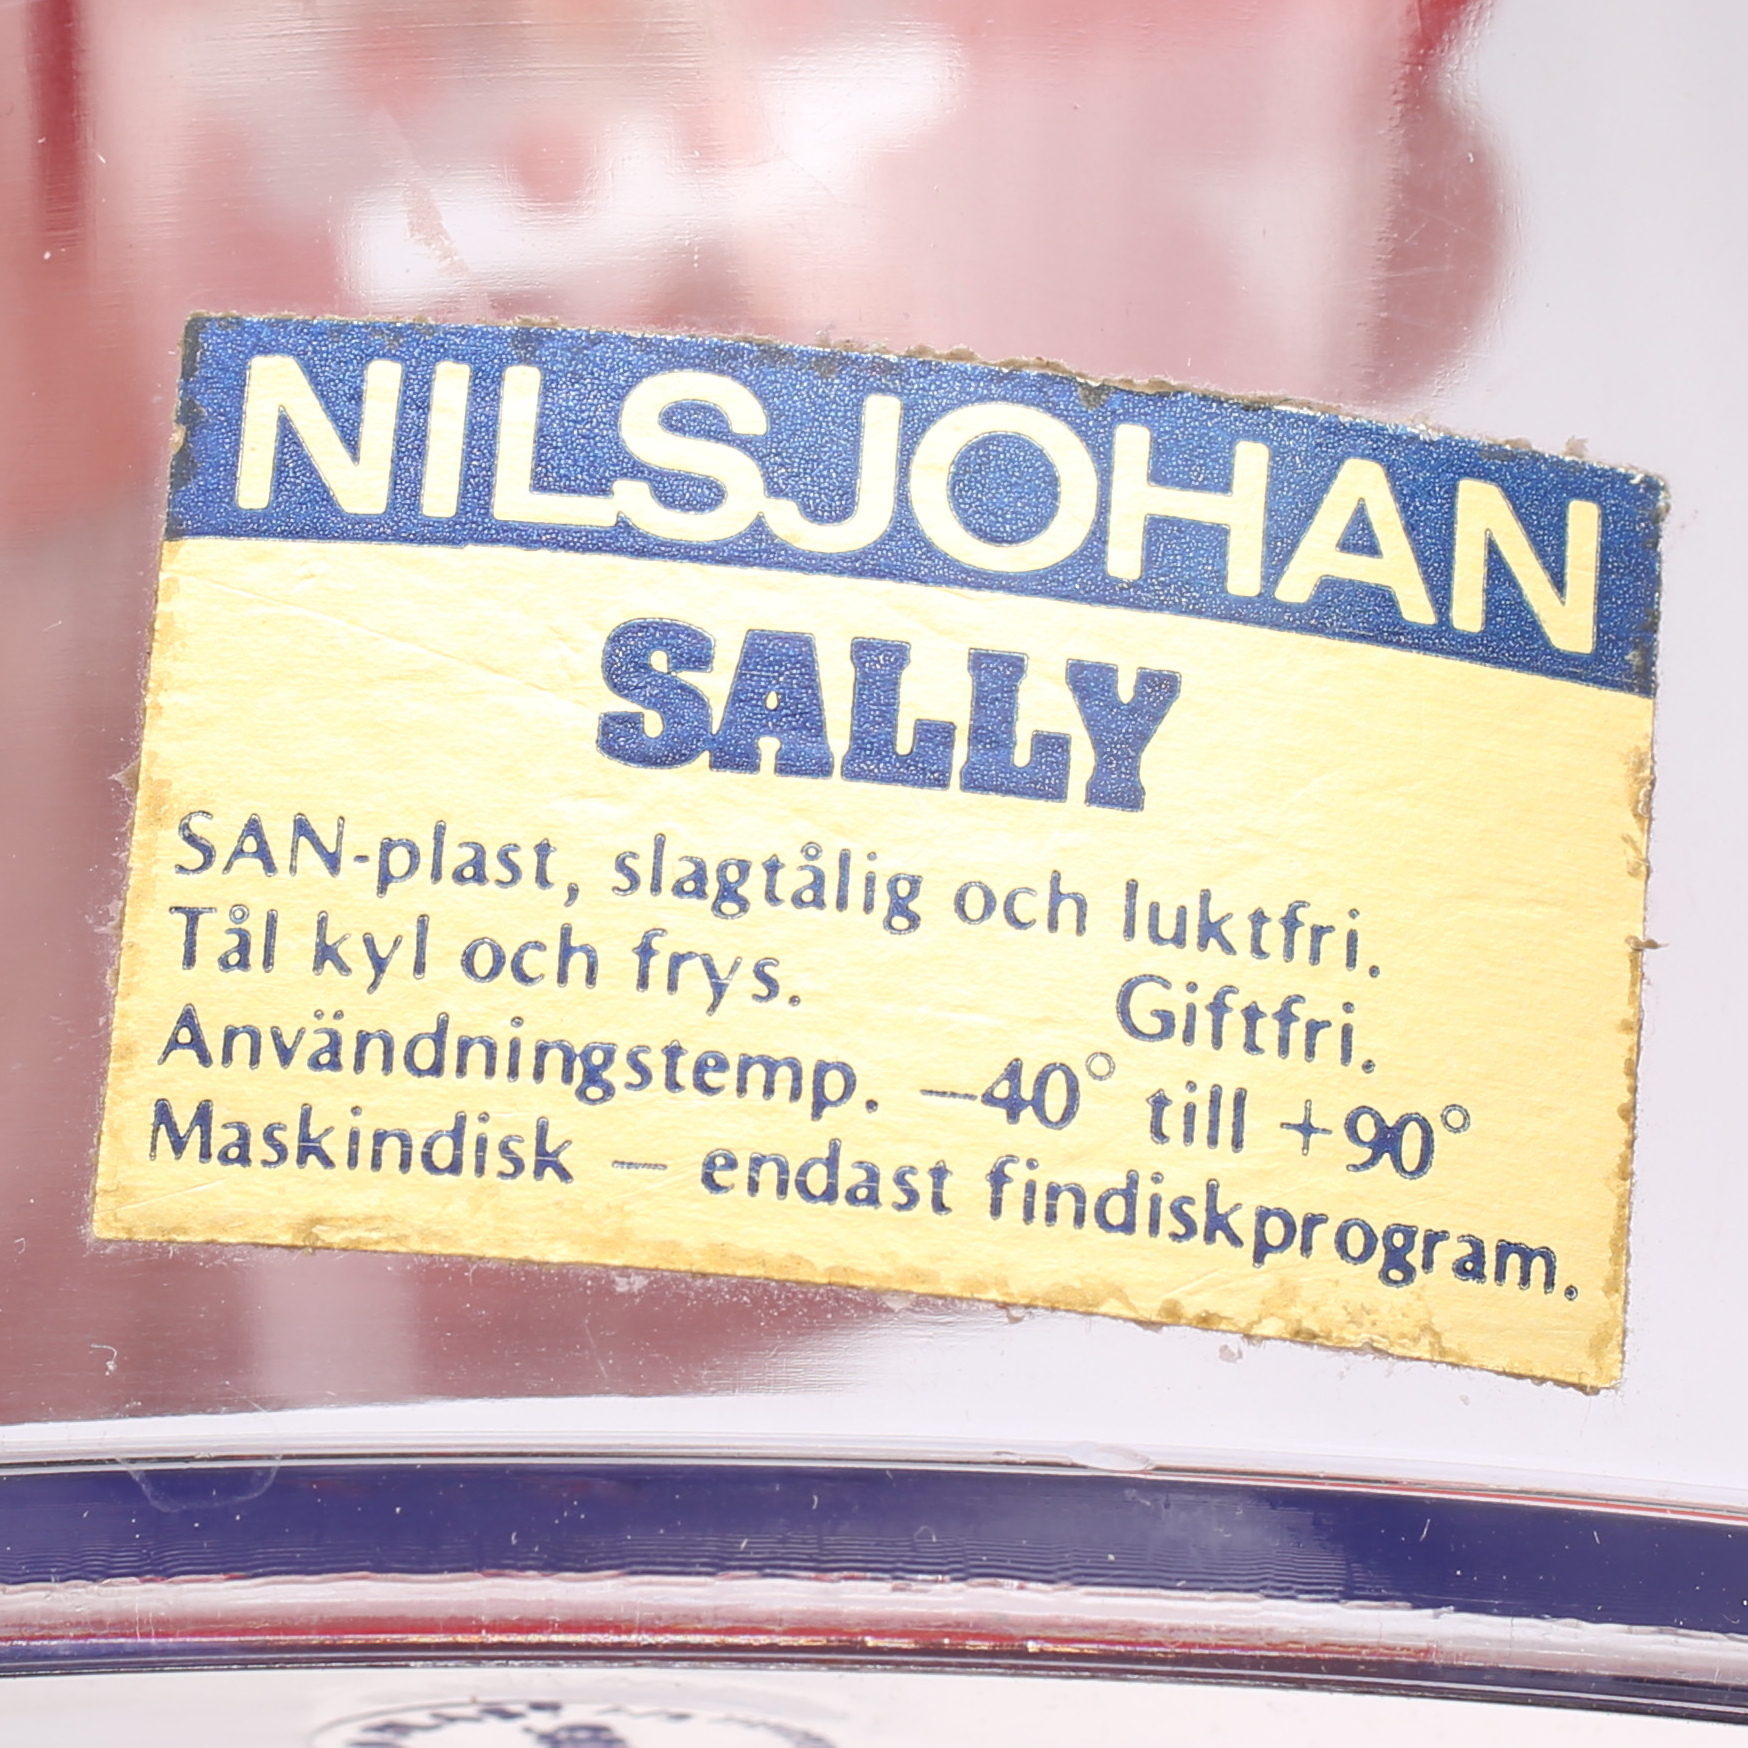 NILSJOHAN
SALLY
SAN-plast, slagtålig och luktfri.
Tål kyl och frys. Giftfri.
Användningstemp. –40° till +90°
Maskindisk – endast findiskprogram.